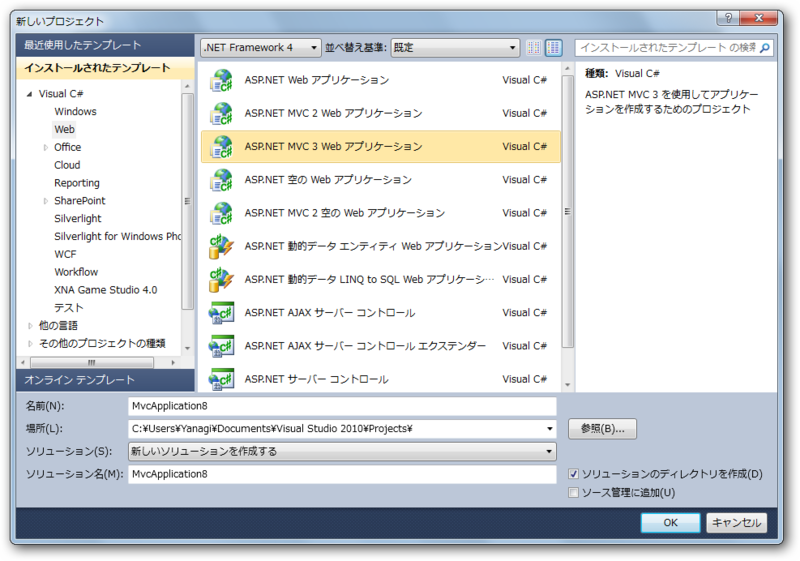 新しいプロジェクト
最近使用したテンプレート
インストールされたテンプレート
Visual C#
Windows
Web
Office
Cloud
Reporting
SharePoint
Silverlight
Silverlight for Windows Pho
WCF
Workflow
XNA Game Studio 4.0
テスト
他の言語
その他のプロジェクトの種類
オンライン テンプレート
.NET Framework 4 並べ替え基準: 既定
ASP.NET Web アプリケーション Visual C#
ASP.NET MVC 2 Web アプリケーション Visual C#
ASP.NET MVC 3 Web アプリケーション Visual C#
ASP.NET 空の Web アプリケーション Visual C#
ASP.NET MVC 2 空の Web アプリケーション Visual C#
ASP.NET 動的データ エンティティ Web アプリケーション Visual C#
ASP.NET 動的データ LINQ to SQL Web アプリケーシ… Visual C#
ASP.NET AJAX サーバー コントロール Visual C#
ASP.NET AJAX サーバー コントロール エクステンダー Visual C#
ASP.NET サーバー コントロール Visual C#
インストールされたテンプレート の検索
種類: Visual C#
ASP.NET MVC 3 を使用してアプリケ
ーションを作成するためのプロジェクト
名前(N): MvcApplication8
場所(L): C:¥Users¥Yanagi¥Documents¥Visual Studio 2010¥Projects¥ 参照(B)...
ソリューション(S): 新しいソリューションを作成する
ソリューション名(M): MvcApplication8
ソリューションのディレクトリを作成(D)
ソース管理に追加(U)
OK キャンセル